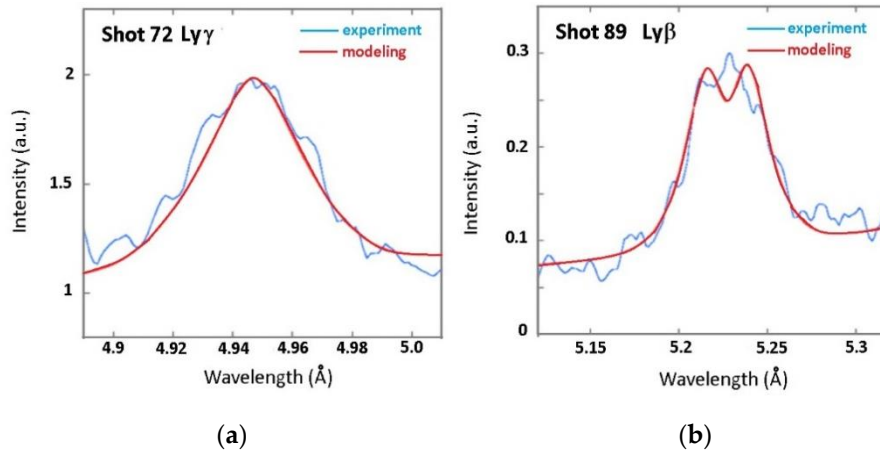 Shot 72 Lyγ
experiment
modeling
2
1.5
1
Intensity (a.u.)
4.9
4.92
4.94
4.96
4.98
5.0
Wavelength (Å)
(a)
Shot 89 Lyβ
experiment
modeling
0.3
0.2
0.1
0
Intensity (a.u.)
5.15
5.2
5.25
5.3
Wavelength (Å)
(b)